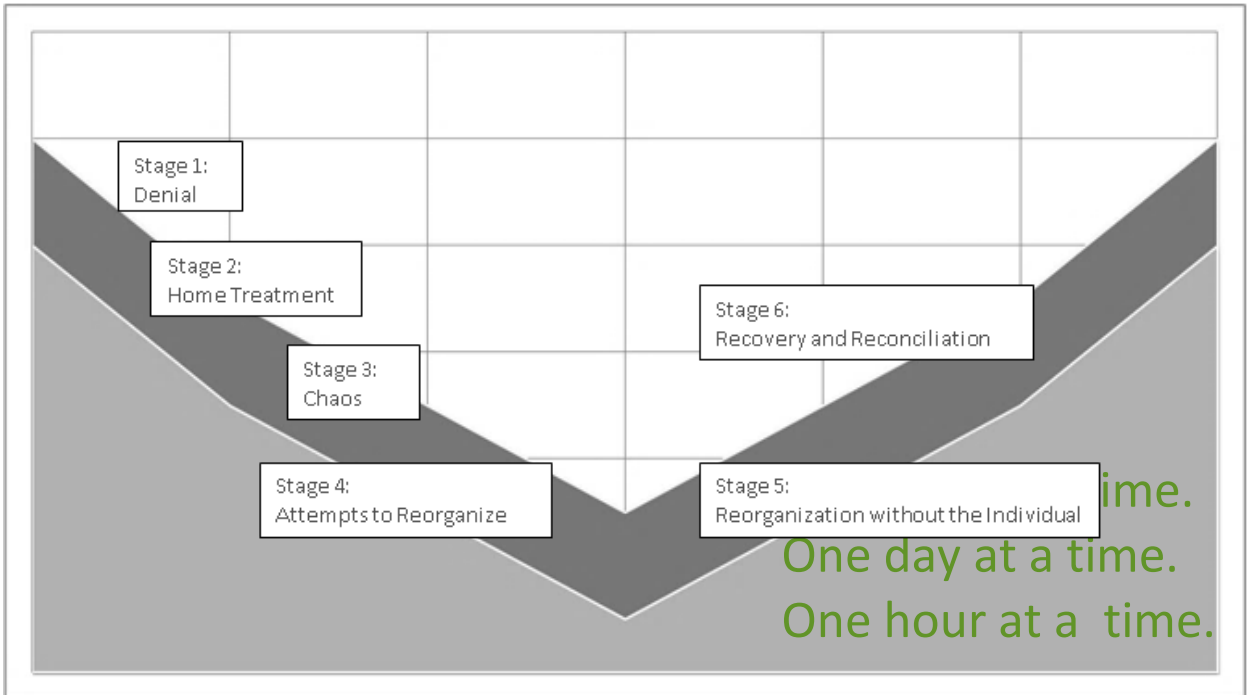 Stage 1:
Denial
Stage 2:
Home Treatment
Stage 3:
Chaos
Stage 4:
Attempts to Reorganize
Stage 5:
Reorganization without the Individual
Stage 6:
Recovery and Reconciliation
One day at a time.
One hour at a time.